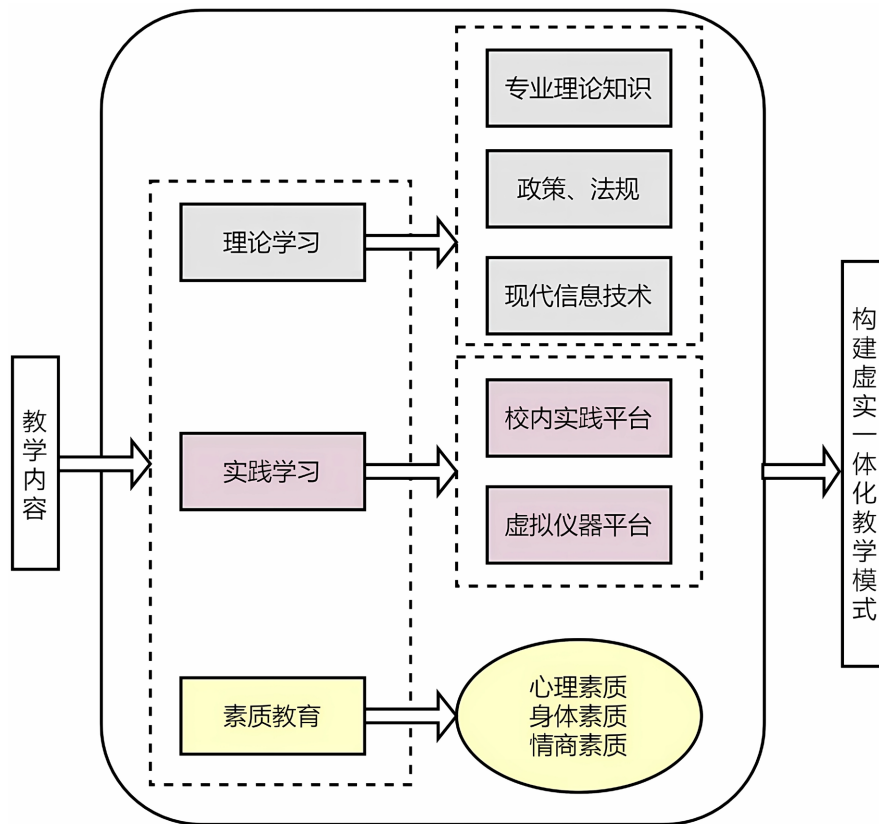 教学内容
理论学习
实践学习
素质教育
专业理论知识
政策、法规
现代信息技术
校内实践平台
虚拟仪器平台
心理素质
身体素质
情商素质
构建虚实一体化教学模式